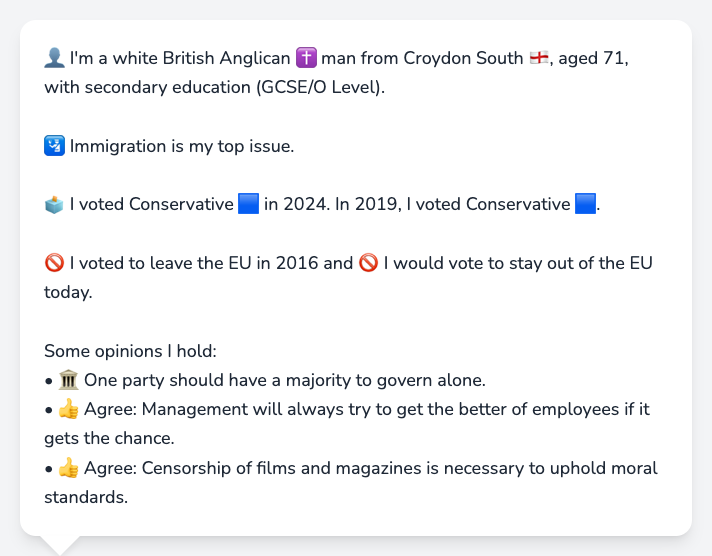 👤 I'm a white British Anglican ✝️ man from Croydon South 🏴󠁧󠁢󠁥󠁮󠁧󠁿, aged 71,
with secondary education (GCSE/O Level).
🛂 Immigration is my top issue.
🗳️ I voted Conservative 🟦 in 2024. In 2019, I voted Conservative 🟦.
🚫 I voted to leave the EU in 2016 and 🚫 I would vote to stay out of the EU
today.
Some opinions I hold:
• 🏛️ One party should have a majority to govern alone.
• 👍 Agree: Management will always try to get the better of employees if it
gets the chance.
• 👍 Agree: Censorship of films and magazines is necessary to uphold moral
standards.